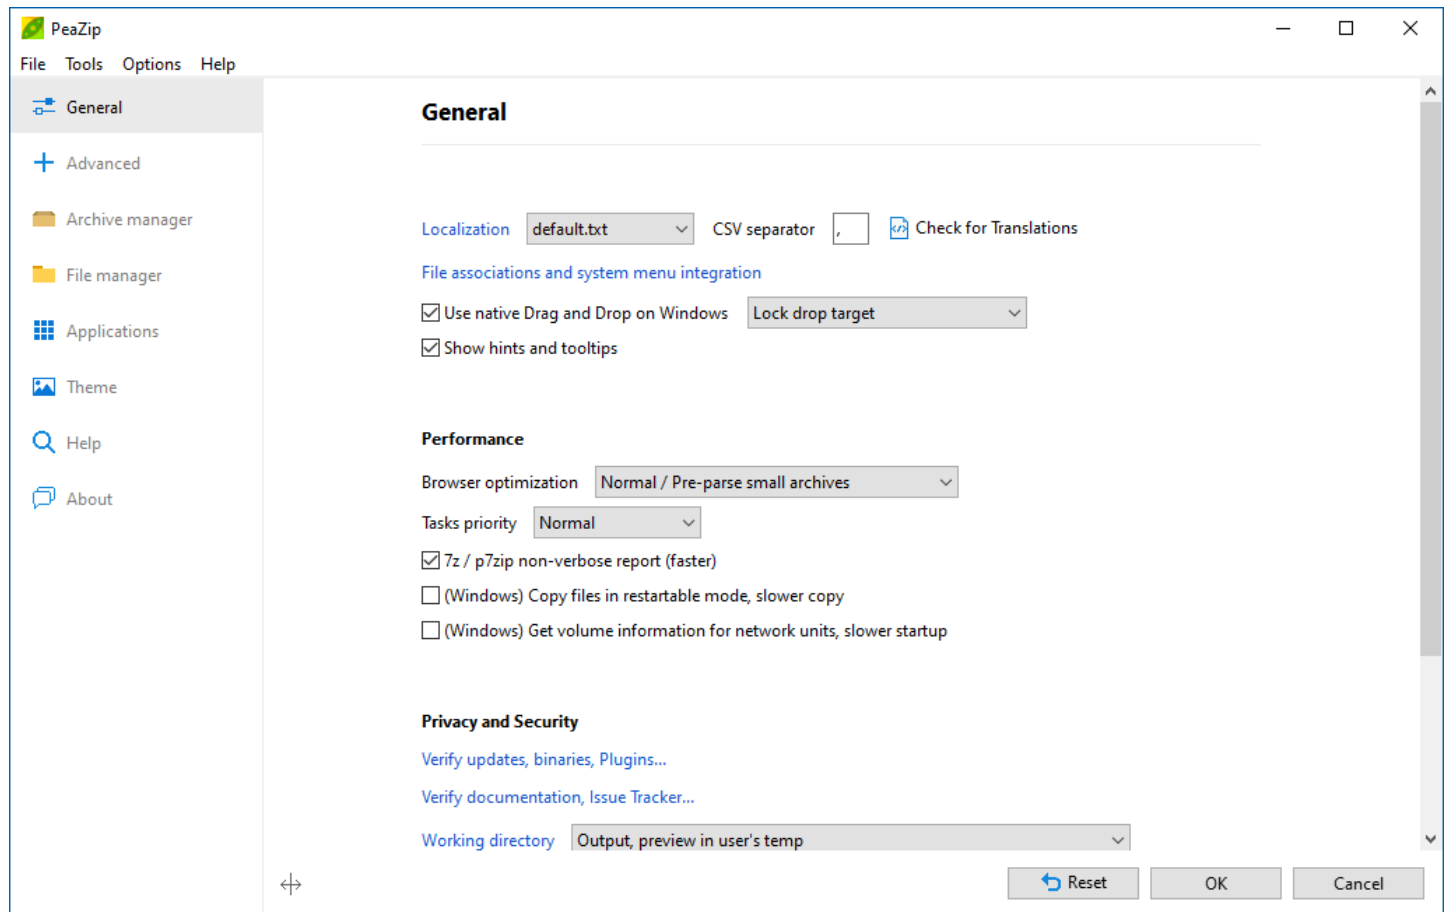 PeaZip
File Tools Options Help
General
Advanced
Archive manager
File manager
Applications
Theme
Help
About
General
Localization default.txt CSV separator , Check for Translations
File associations and system menu integration
Use native Drag and Drop on Windows Lock drop target
Show hints and tooltips
Performance
Browser optimization Normal / Pre-parse small archives
Tasks priority Normal
7z / p7zip non-verbose report (faster)
(Windows) Copy files in restartable mode, slower copy
(Windows) Get volume information for network units, slower startup
Privacy and Security
Verify updates, binaries, Plugins...
Verify documentation, Issue Tracker...
Working directory Output, preview in user's temp
Reset OK Cancel